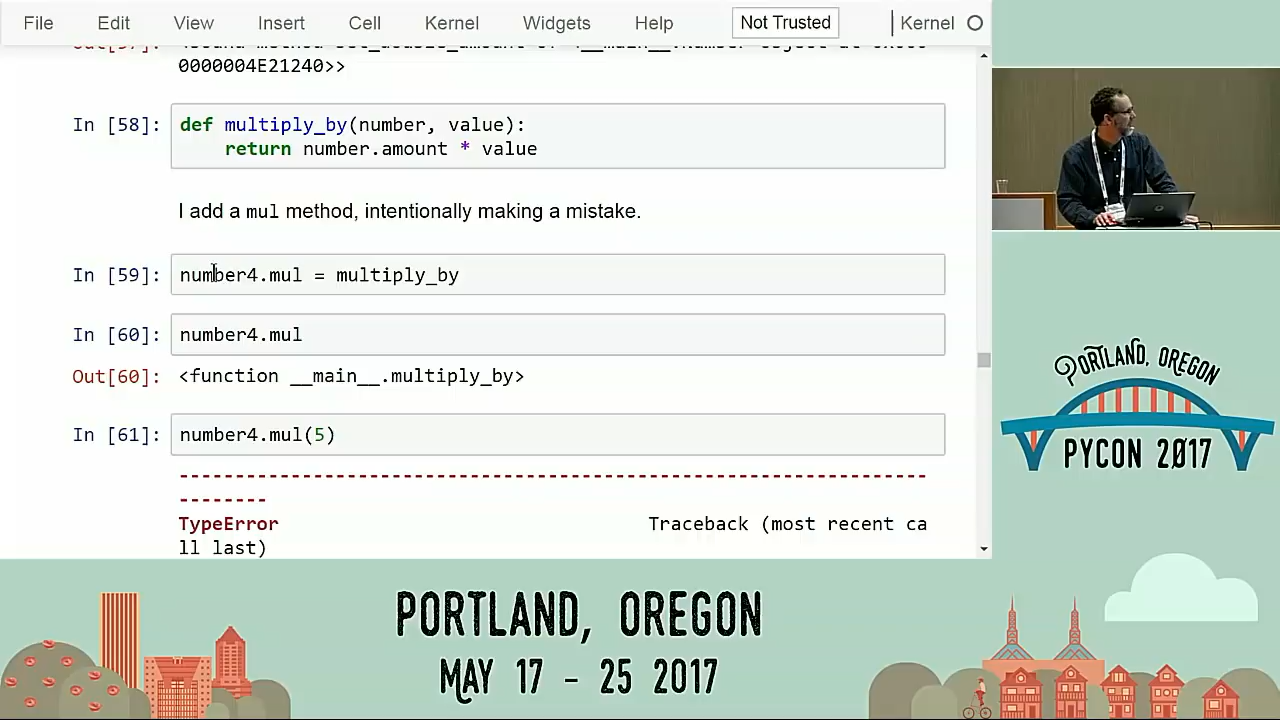 File Edit View Insert Cell Kernel Widgets Help Not Trusted Kernel
0000004E21240>>
In [58]: def multiply_by(number, value):
return number.amount * value
I add a mul method, intentionally making a mistake.
In [59]: number4.mul = multiply_by
In [60]: number4.mul
Out[60]: <function __main__.multiply_by>
In [61]: number4.mul(5)
---------------------------------------------------------------------------
TypeError Traceback (most recent ca
ll last)
PORTLAND, OREGON
PYCON 2017
PORTLAND, OREGON
MAY 17 - 25 2017